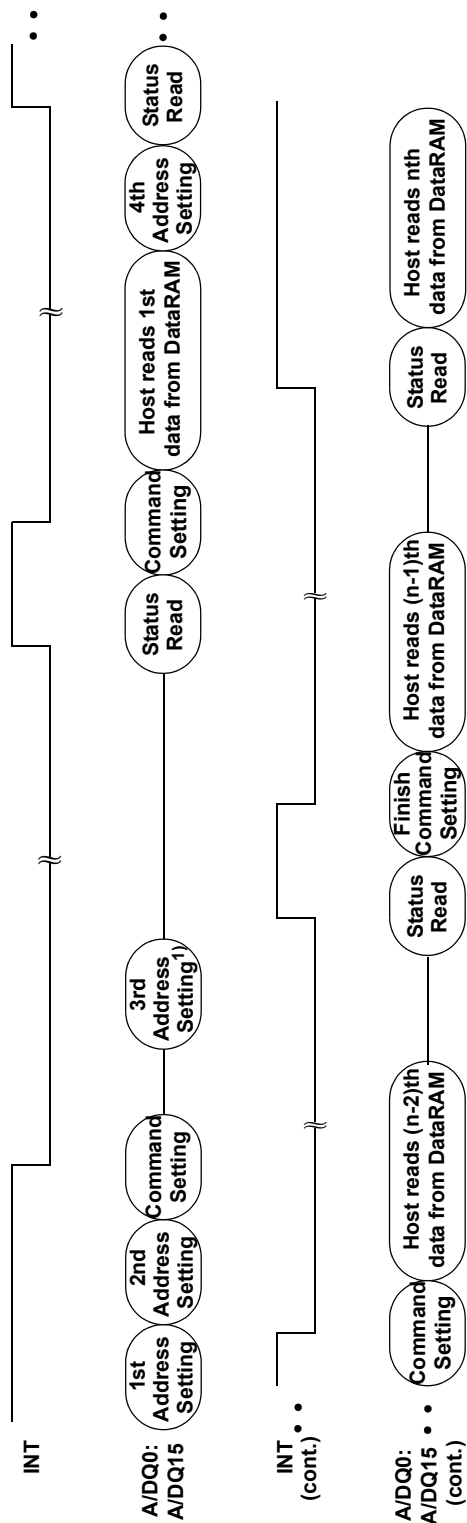 INT
A/DQ0:
A/DQ15
1st
Address
Setting
2nd
Address
Setting
Command
Setting
3rd
Address
Setting1)
Status
Read
Command
Setting
Host reads 1st
data from DataRAM
4th
Address
Setting
Status
Read
INT
(cont.)
A/DQ0:
A/DQ15
(cont.)
Command
Setting
Host reads (n-2)th
data from DataRAM
Status
Read
Finish
Command
Setting
Host reads (n-1)th
data from DataRAM
Status
Read
Host reads nth
data from DataRAM